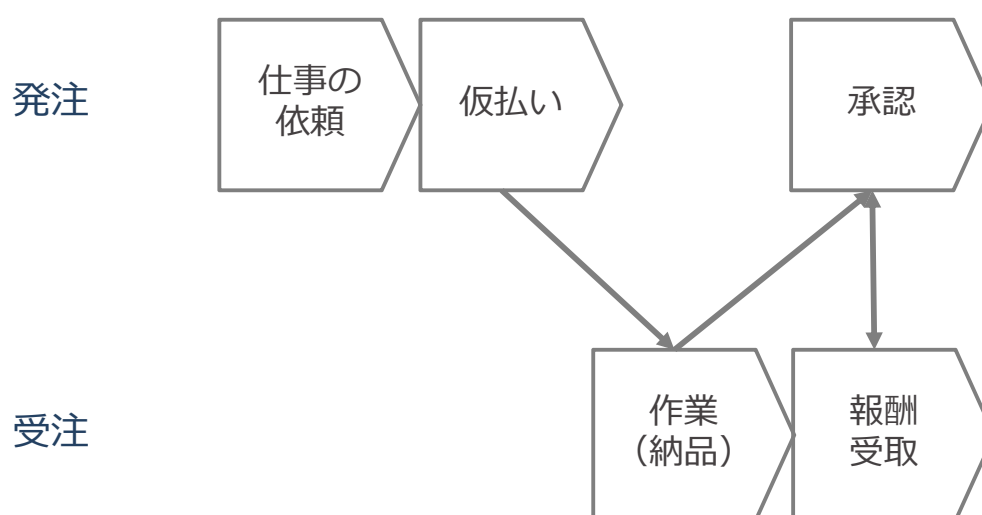 発注
仕事の
依頼
仮払い
承認
受注
作業
（納品）
報酬
受取